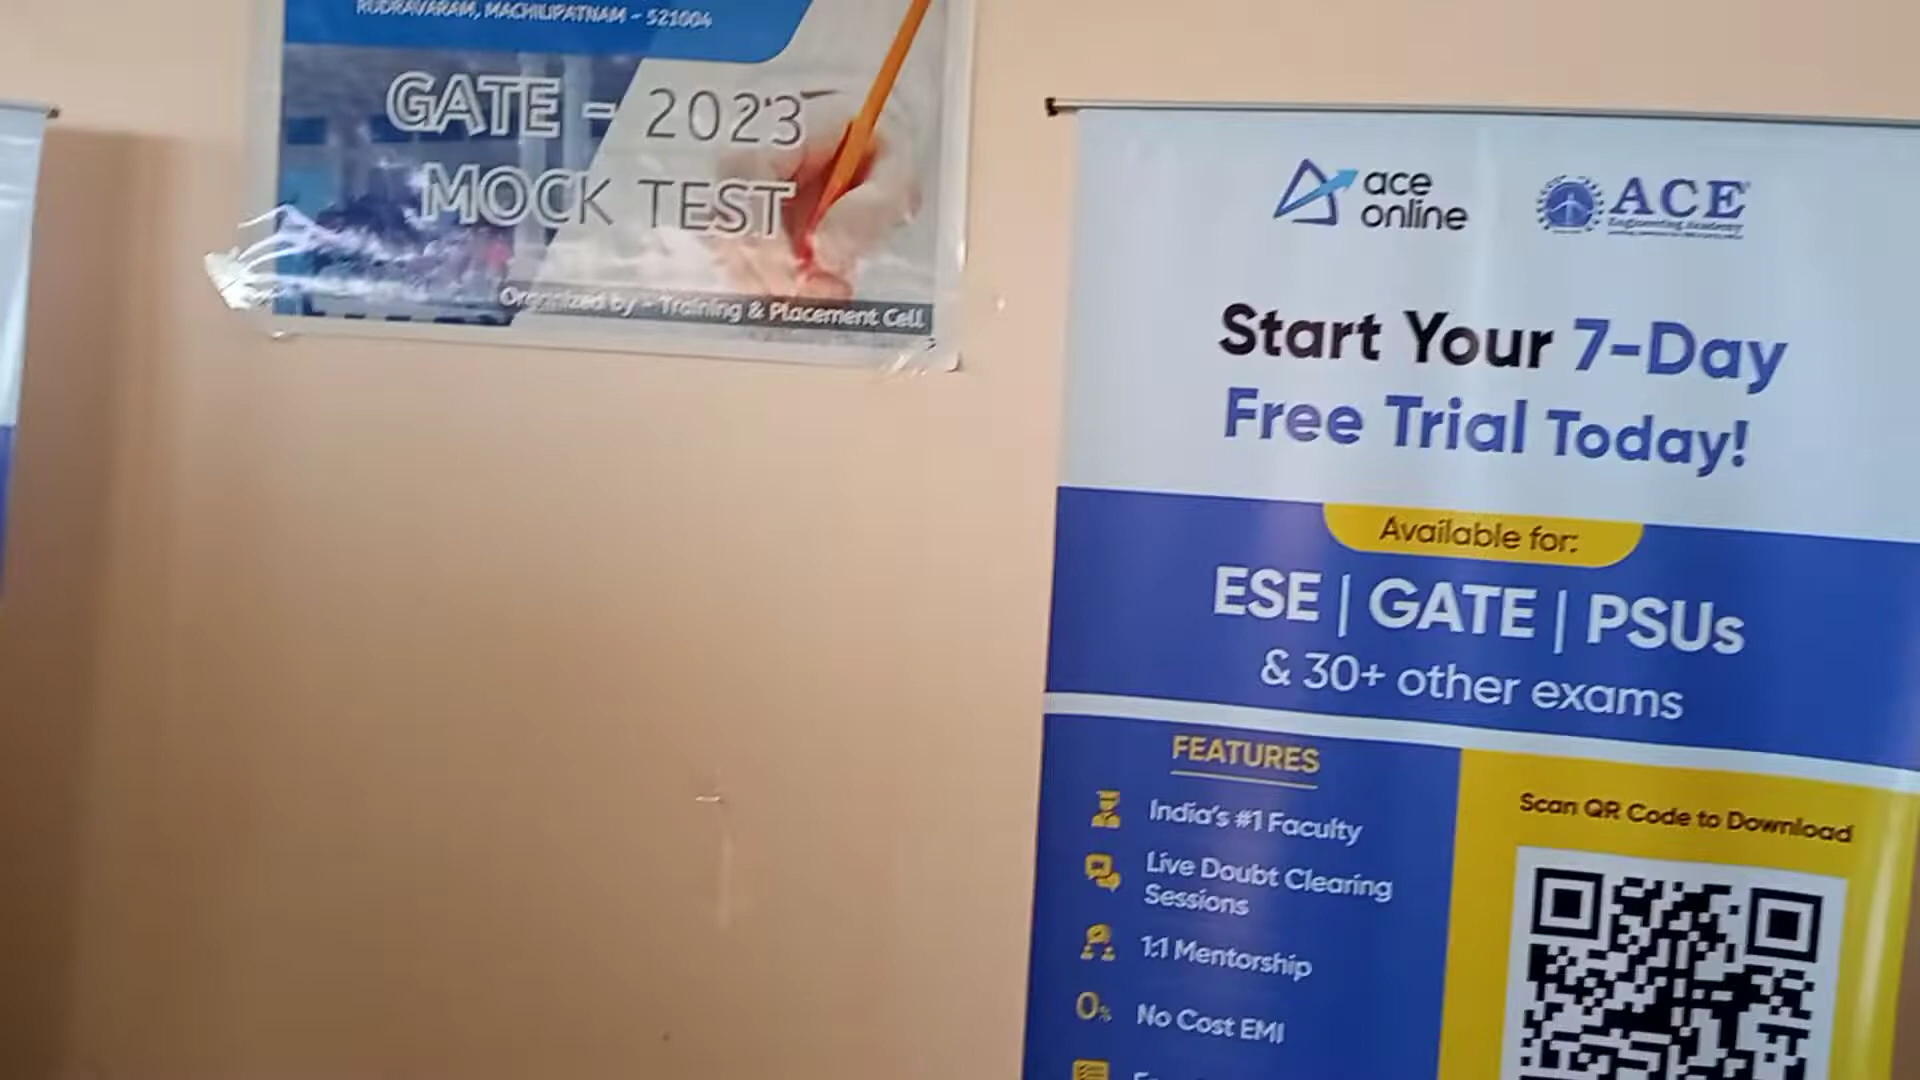 RUDRAVARAM, MACHILIPATNAM - 521004
GATE - 2023
MOCK TEST
Organized by - Training & Placement Cell
ace
online
ACE
Engineering Academy
Start Your 7-Day
Free Trial Today!
Available for:
ESE | GATE | PSUs
& 30+ other exams
FEATURES
India's #1 Faculty
Live Doubt Clearing
Sessions
1:1 Mentorship
0%
No Cost EMI
Scan QR Code to Download